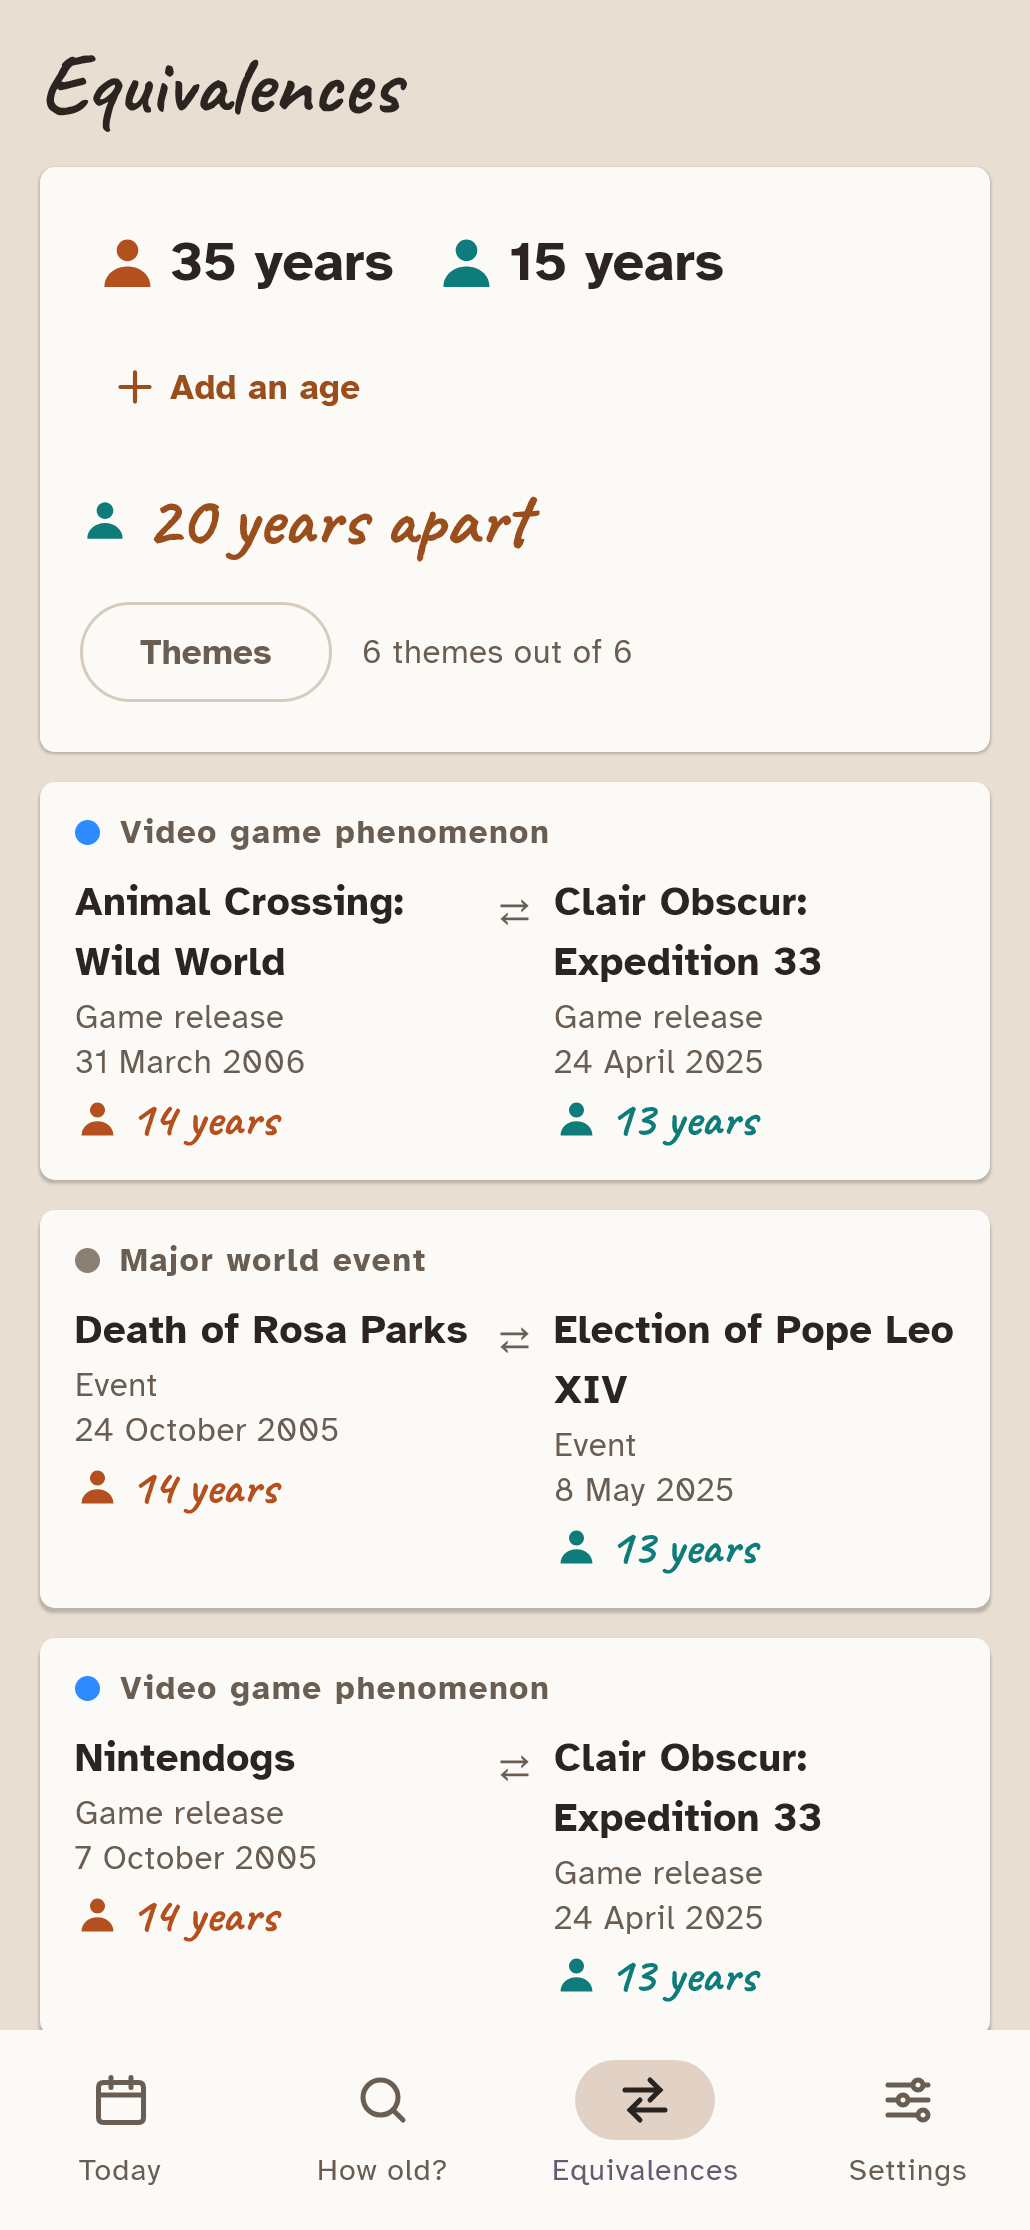 Equivalences
35 years 15 years
Add an age
20 years apart
Themes 6 themes out of 6
Video game phenomenon
Animal Crossing:
Wild World
Game release
31 March 2006
14 years
Clair Obscur:
Expedition 33
Game release
24 April 2025
13 years
Major world event
Death of Rosa Parks
Event
24 October 2005
14 years
Election of Pope Leo
XIV
Event
8 May 2025
13 years
Video game phenomenon
Nintendogs
Game release
7 October 2005
14 years
Clair Obscur:
Expedition 33
Game release
24 April 2025
13 years
Today How old? Equivalences Settings